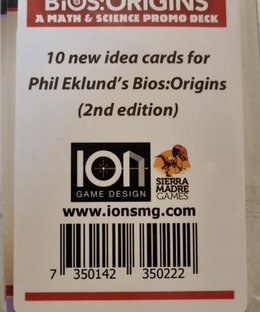 BIOS:ORIGINS
A MATH & SCIENCE PROMO DECK
10 new idea cards for
Phil Eklund's Bios:Origins
(2nd edition)
ION
GAME DESIGN
SIERRA
MADRE
GAMES
www.ionsmg.com
7 350142 350222